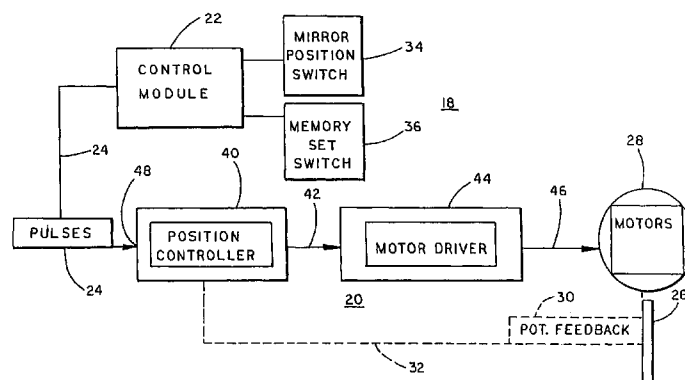 22
MIRROR
POSITION
SWITCH
34
CONTROL
MODULE
18
MEMORY
SET
SWITCH
36
24
48
40
42
44
46
28
PULSES
POSITION
CONTROLLER
MOTOR DRIVER
MOTORS
24
20
30
26
POT. FEEDBACK
32